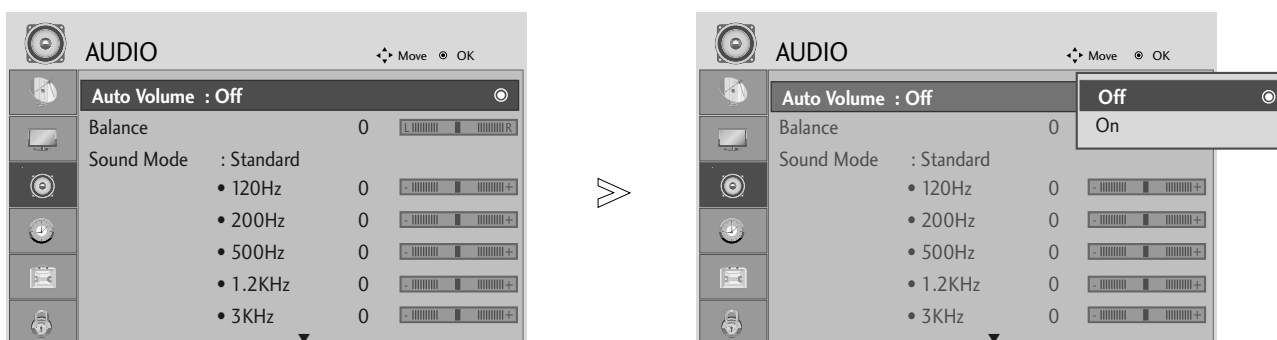 AUDIO
Move OK
Auto Volume : Off
Balance 0 L R
Sound Mode : Standard
• 120Hz 0 - +
• 200Hz 0 - +
• 500Hz 0 - +
• 1.2KHz 0 - +
• 3KHz 0 - +
AUDIO
Move OK
Auto Volume : Off
Off
On
Balance 0
Sound Mode : Standard
• 120Hz 0 - +
• 200Hz 0 - +
• 500Hz 0 - +
• 1.2KHz 0 - +
• 3KHz 0 - +